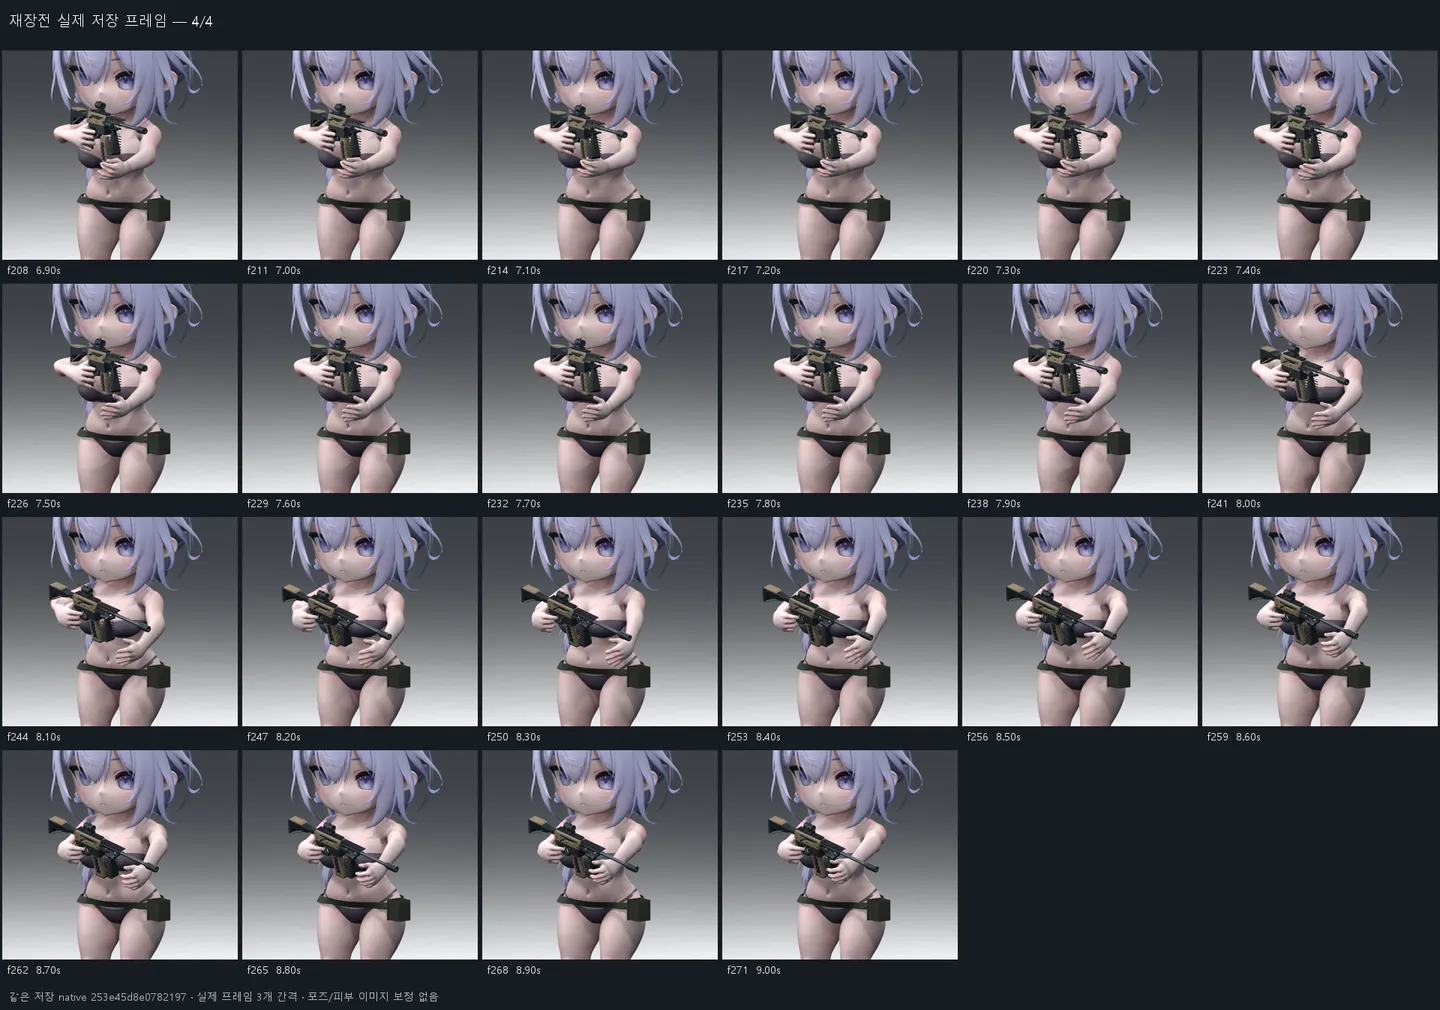 재장전 실제 저장 프레임 — 4/4
f208 6.90s
f211 7.00s
f214 7.10s
f217 7.20s
f220 7.30s
f223 7.40s
f226 7.50s
f229 7.60s
f232 7.70s
f235 7.80s
f238 7.90s
f241 8.00s
f244 8.10s
f247 8.20s
f250 8.30s
f253 8.40s
f256 8.50s
f259 8.60s
f262 8.70s
f265 8.80s
f268 8.90s
f271 9.00s
같은 저장 native 253e45d8e0782197 · 실제 프레임 3개 간격 · 포즈/피부 이미지 보정 없음